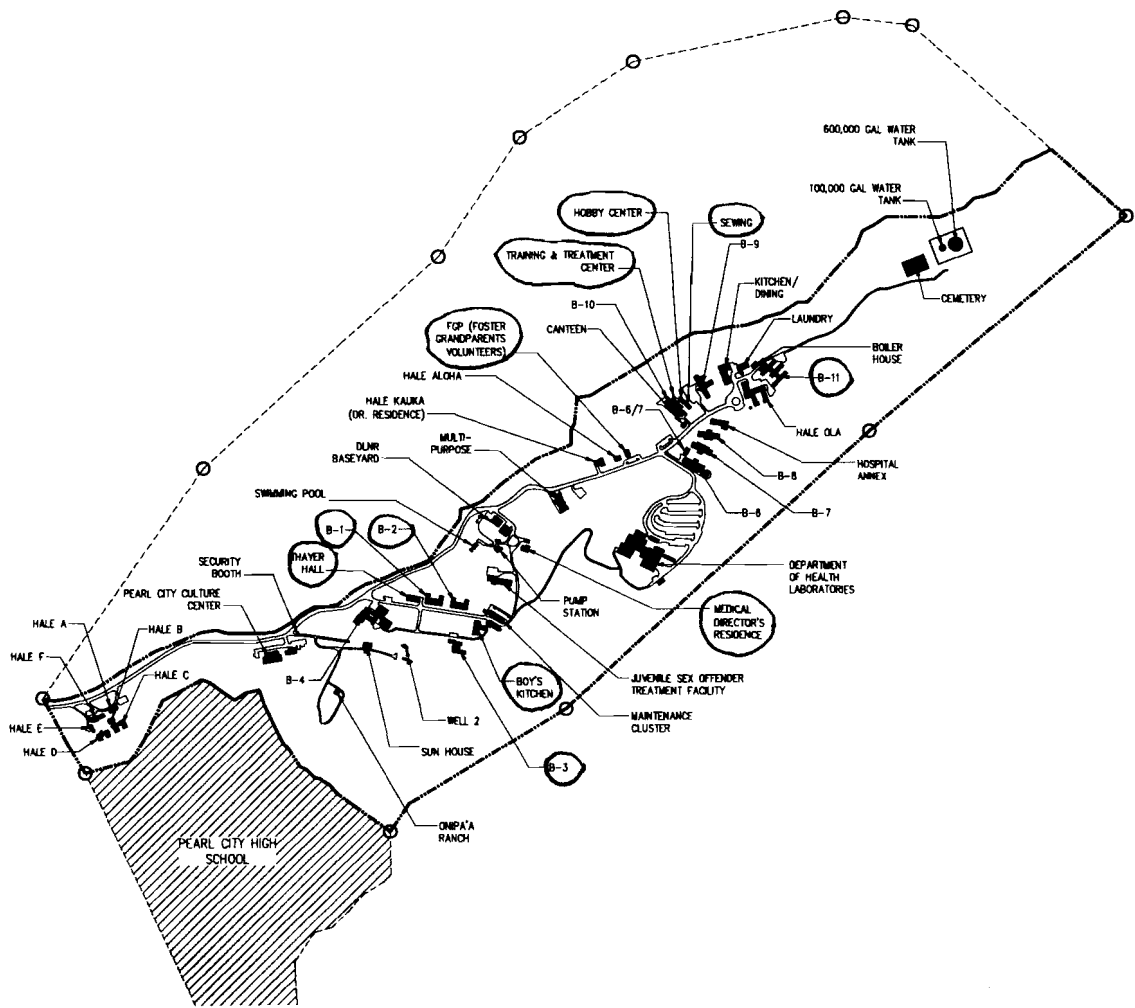 600,000 GAL WATER
TANK
100,000 GAL WATER
TANK
HOBBY CENTER
SEWING
B-9
TRAINING & TREATMENT
CENTER
KITCHEN/
DINING
CEMETERY
B-10
LAUNDRY
FGP (FOSTER
GRANDPARENTS
VOLUNTEERS)
CANTEEN
BOILER
HOUSE
HALE ALOHA
B-11
HALE KAUKA
(DR. RESIDENCE)
B-6/7
HALE OLA
DLNR
BASEYARD
MULTI-
PURPOSE
HOSPITAL
ANNEX
B-8
SWIMMING POOL
B-7
B-6
B-1
B-2
THAYER
HALL
SECURITY
BOOTH
DEPARTMENT
OF HEALTH
LABORATORIES
PEARL CITY CULTURE
CENTER
PUMP
STATION
MEDICAL
DIRECTOR'S
RESIDENCE
HALE A
HALE B
HALE F
HALE C
B-4
BOY'S
KITCHEN
JUVENILE SEX OFFENDER
TREATMENT FACILITY
HALE E
WELL 2
MAINTENANCE
CLUSTER
HALE D
SUN HOUSE
B-3
ONIPA'A
RANCH
PEARL CITY HIGH
SCHOOL